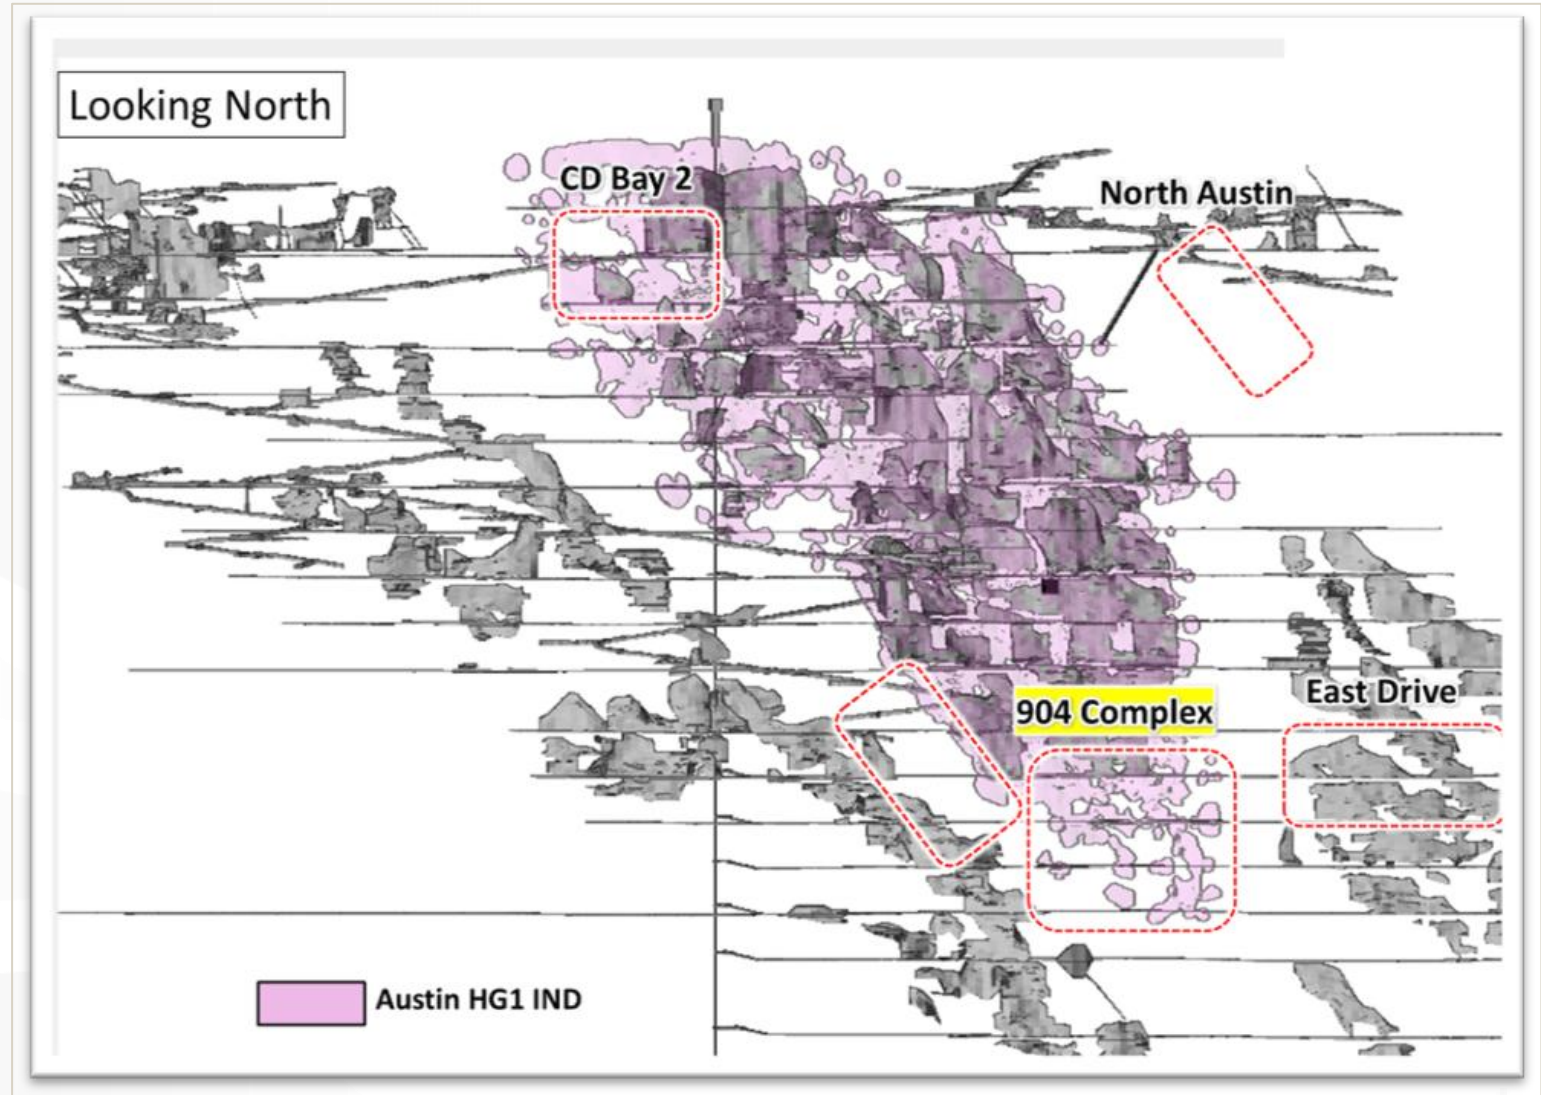 Looking North
CD Bay 2
North Austin
East Drive
904 Complex
Austin HG1 IND